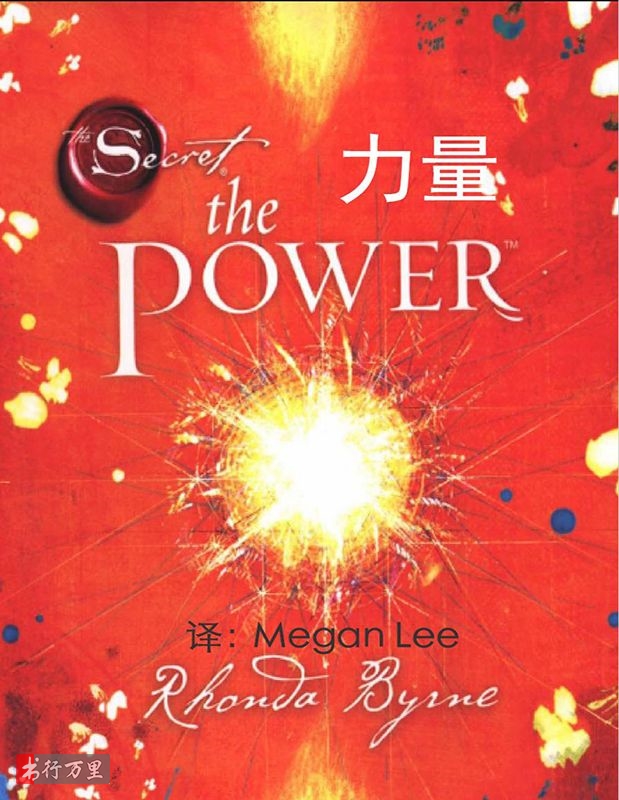 the Secret®
力量
the
POWER™
译：Megan Lee
Rhonda Byrne
书行万里